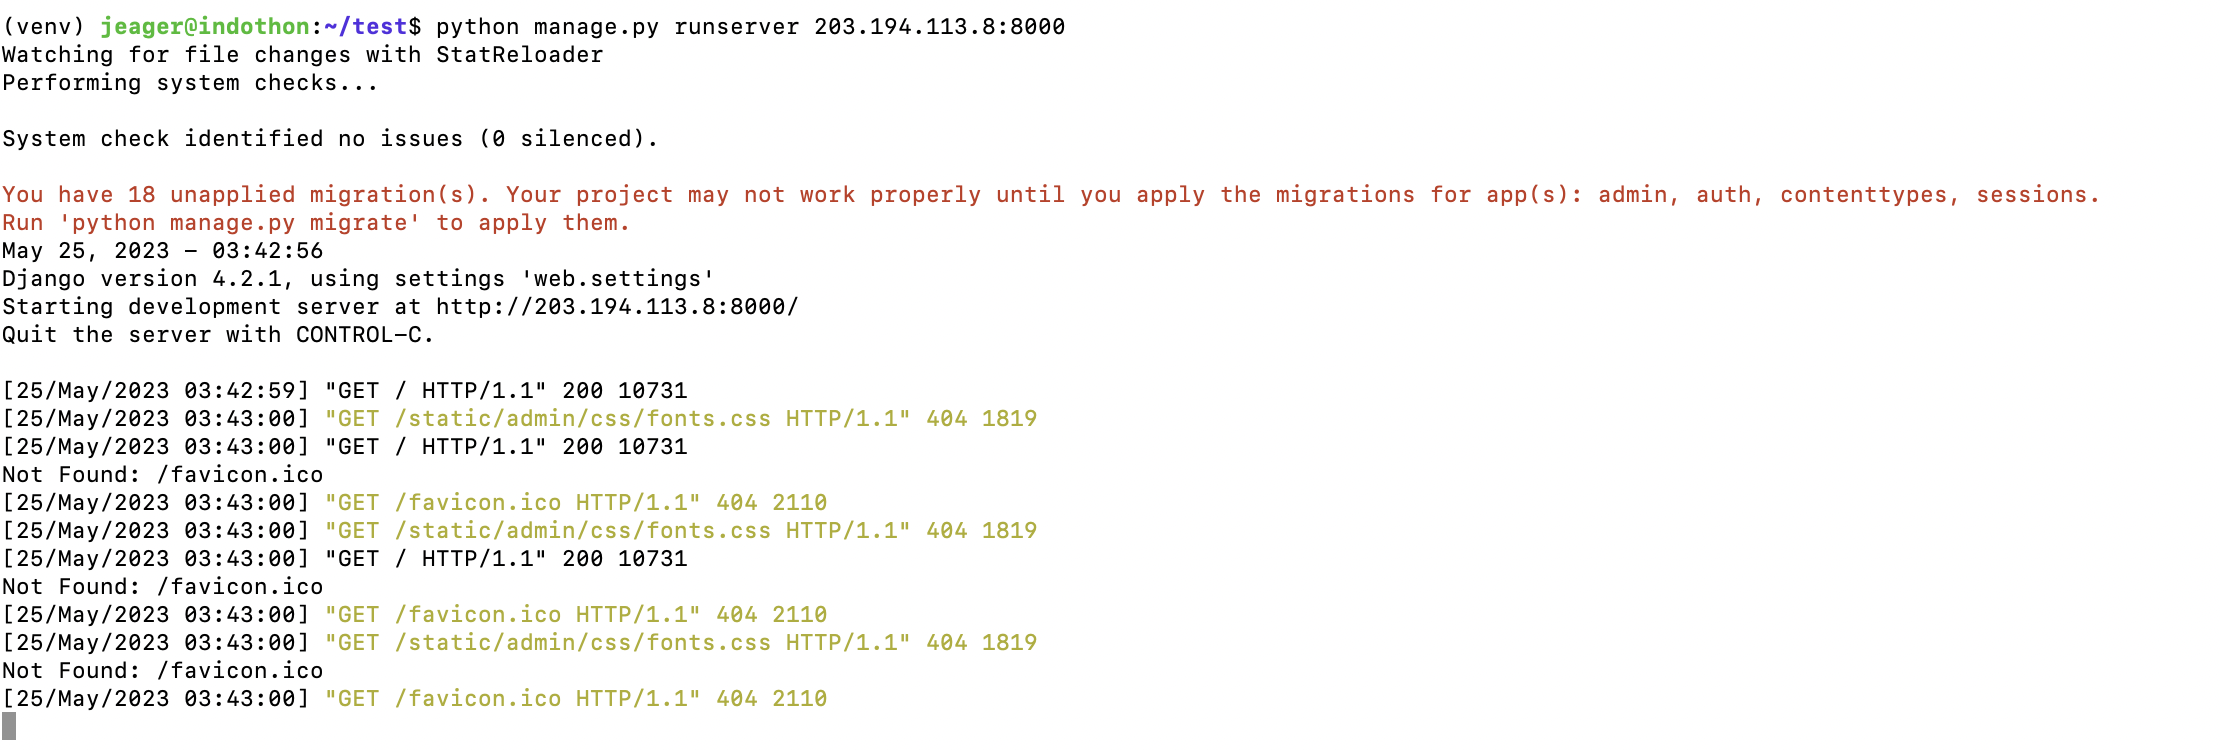 (venv) jeager@indothon:~/test$ python manage.py runserver 203.194.113.8:8000
Watching for file changes with StatReloader
Performing system checks...
System check identified no issues (0 silenced).
You have 18 unapplied migration(s). Your project may not work properly until you apply the migrations for app(s): admin, auth, contenttypes, sessions.
Run 'python manage.py migrate' to apply them.
May 25, 2023 - 03:42:56
Django version 4.2.1, using settings 'web.settings'
Starting development server at http://203.194.113.8:8000/
Quit the server with CONTROL-C.
[25/May/2023 03:42:59] "GET / HTTP/1.1" 200 10731
[25/May/2023 03:43:00] "GET /static/admin/css/fonts.css HTTP/1.1" 404 1819
[25/May/2023 03:43:00] "GET / HTTP/1.1" 200 10731
Not Found: /favicon.ico
[25/May/2023 03:43:00] "GET /favicon.ico HTTP/1.1" 404 2110
[25/May/2023 03:43:00] "GET /static/admin/css/fonts.css HTTP/1.1" 404 1819
[25/May/2023 03:43:00] "GET / HTTP/1.1" 200 10731
Not Found: /favicon.ico
[25/May/2023 03:43:00] "GET /favicon.ico HTTP/1.1" 404 2110
[25/May/2023 03:43:00] "GET /static/admin/css/fonts.css HTTP/1.1" 404 1819
Not Found: /favicon.ico
[25/May/2023 03:43:00] "GET /favicon.ico HTTP/1.1" 404 2110